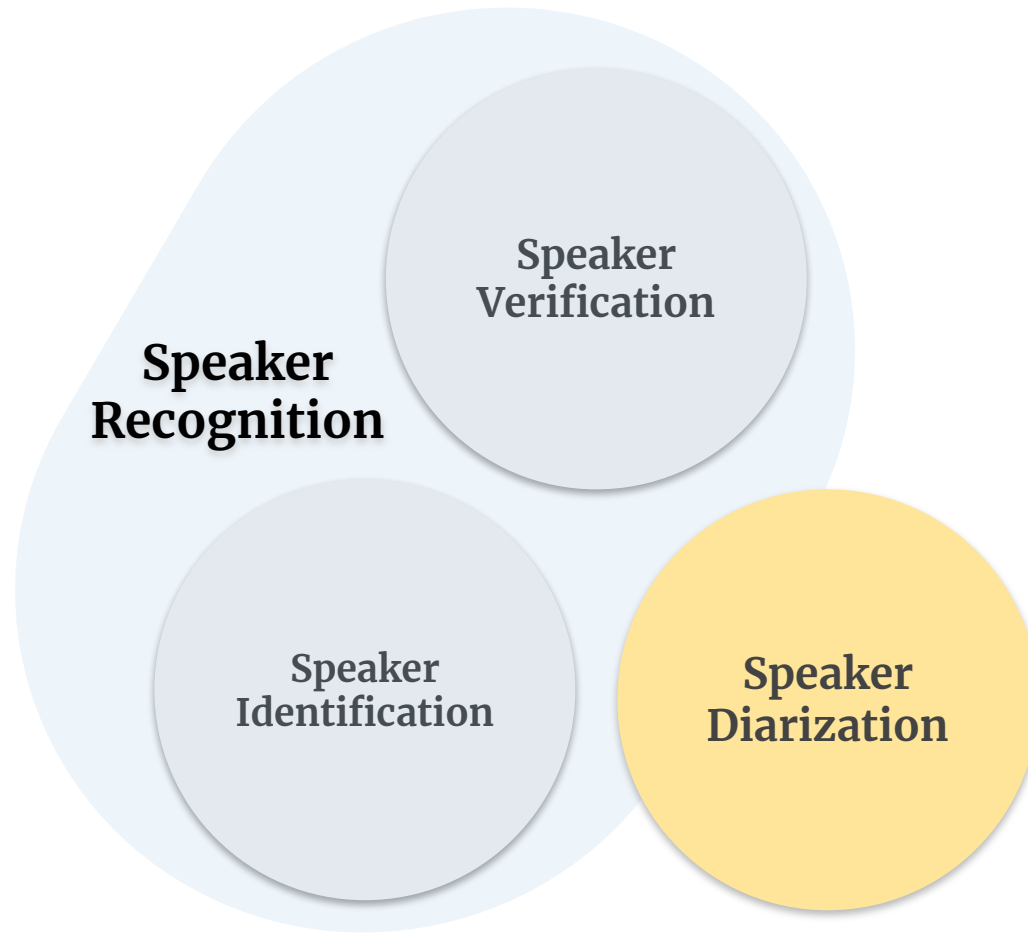 Speaker
Verification
Speaker
Recognition
Speaker
Identification
Speaker
Diarization